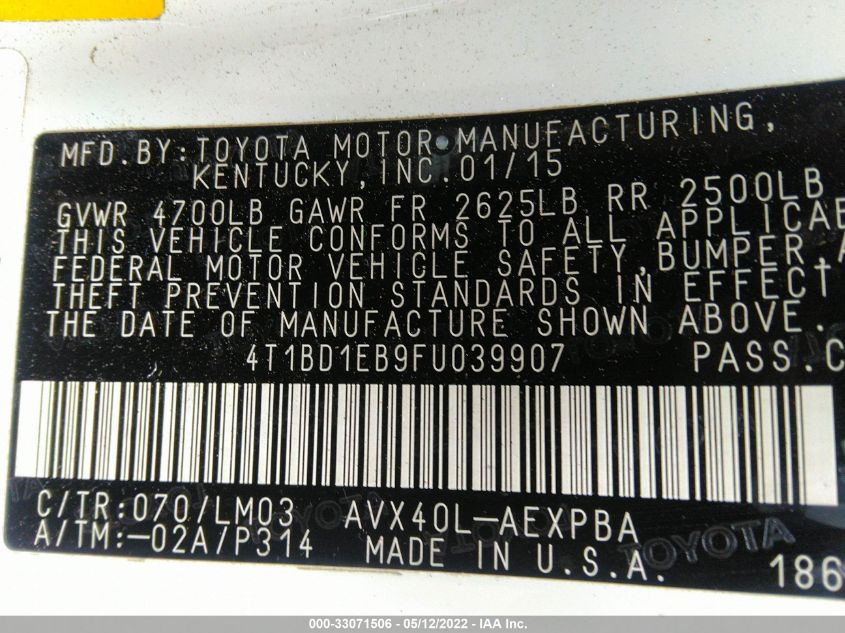 MFD.BY:TOYOTA MOTOR MANUFACTURING,
KENTUCKY,INC.01/15
GVWR 4700LB GAWR FR 2625LB RR 2500LB
THIS VEHICLE CONFORMS TO ALL APPLICAB
FEDERAL MOTOR VEHICLE SAFETY,BUMPER,A
THEFT PREVENTION STANDARDS IN EFFECT
THE DATE OF MANUFACTURE SHOWN ABOVE.
4T1BD1EB9FU039907 PASS.C
C/TR:070/LM03 AVX40L-AEXPBA
A/TM:-02A/P314 MADE IN U.S.A. 186
TOYOTA
000-33071506 - 05/12/2022 - IAA Inc.